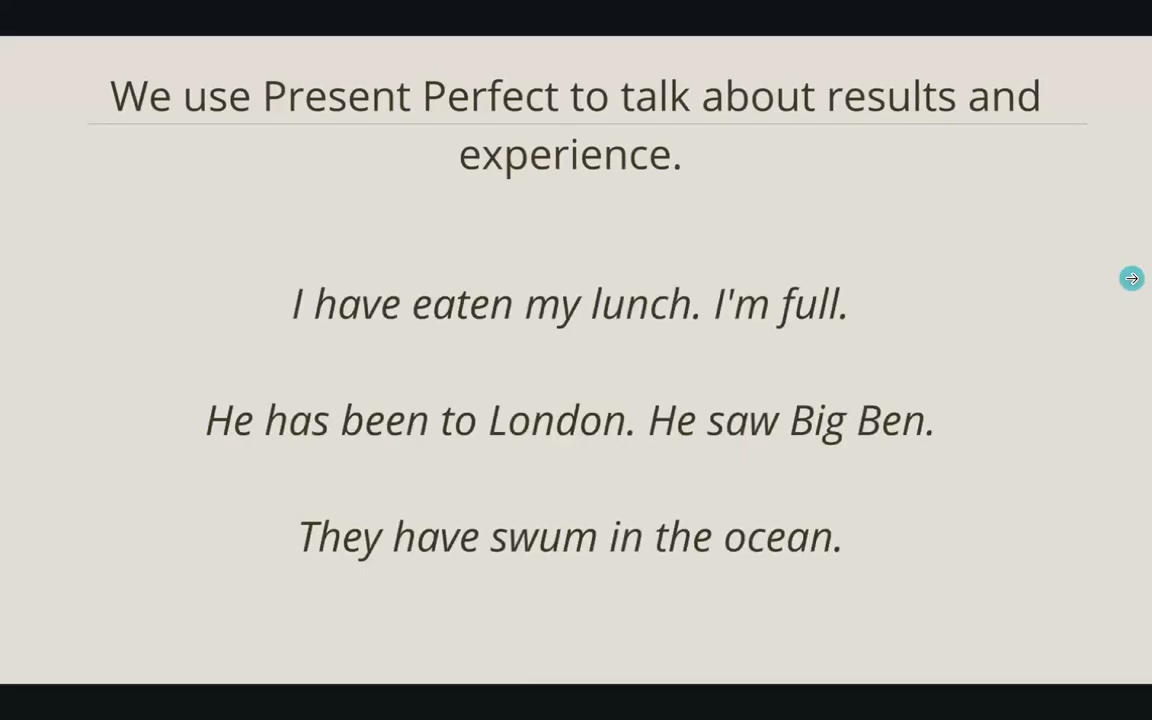 We use Present Perfect to talk about results and
experience.
I have eaten my lunch. I'm full.
He has been to London. He saw Big Ben.
They have swum in the ocean.